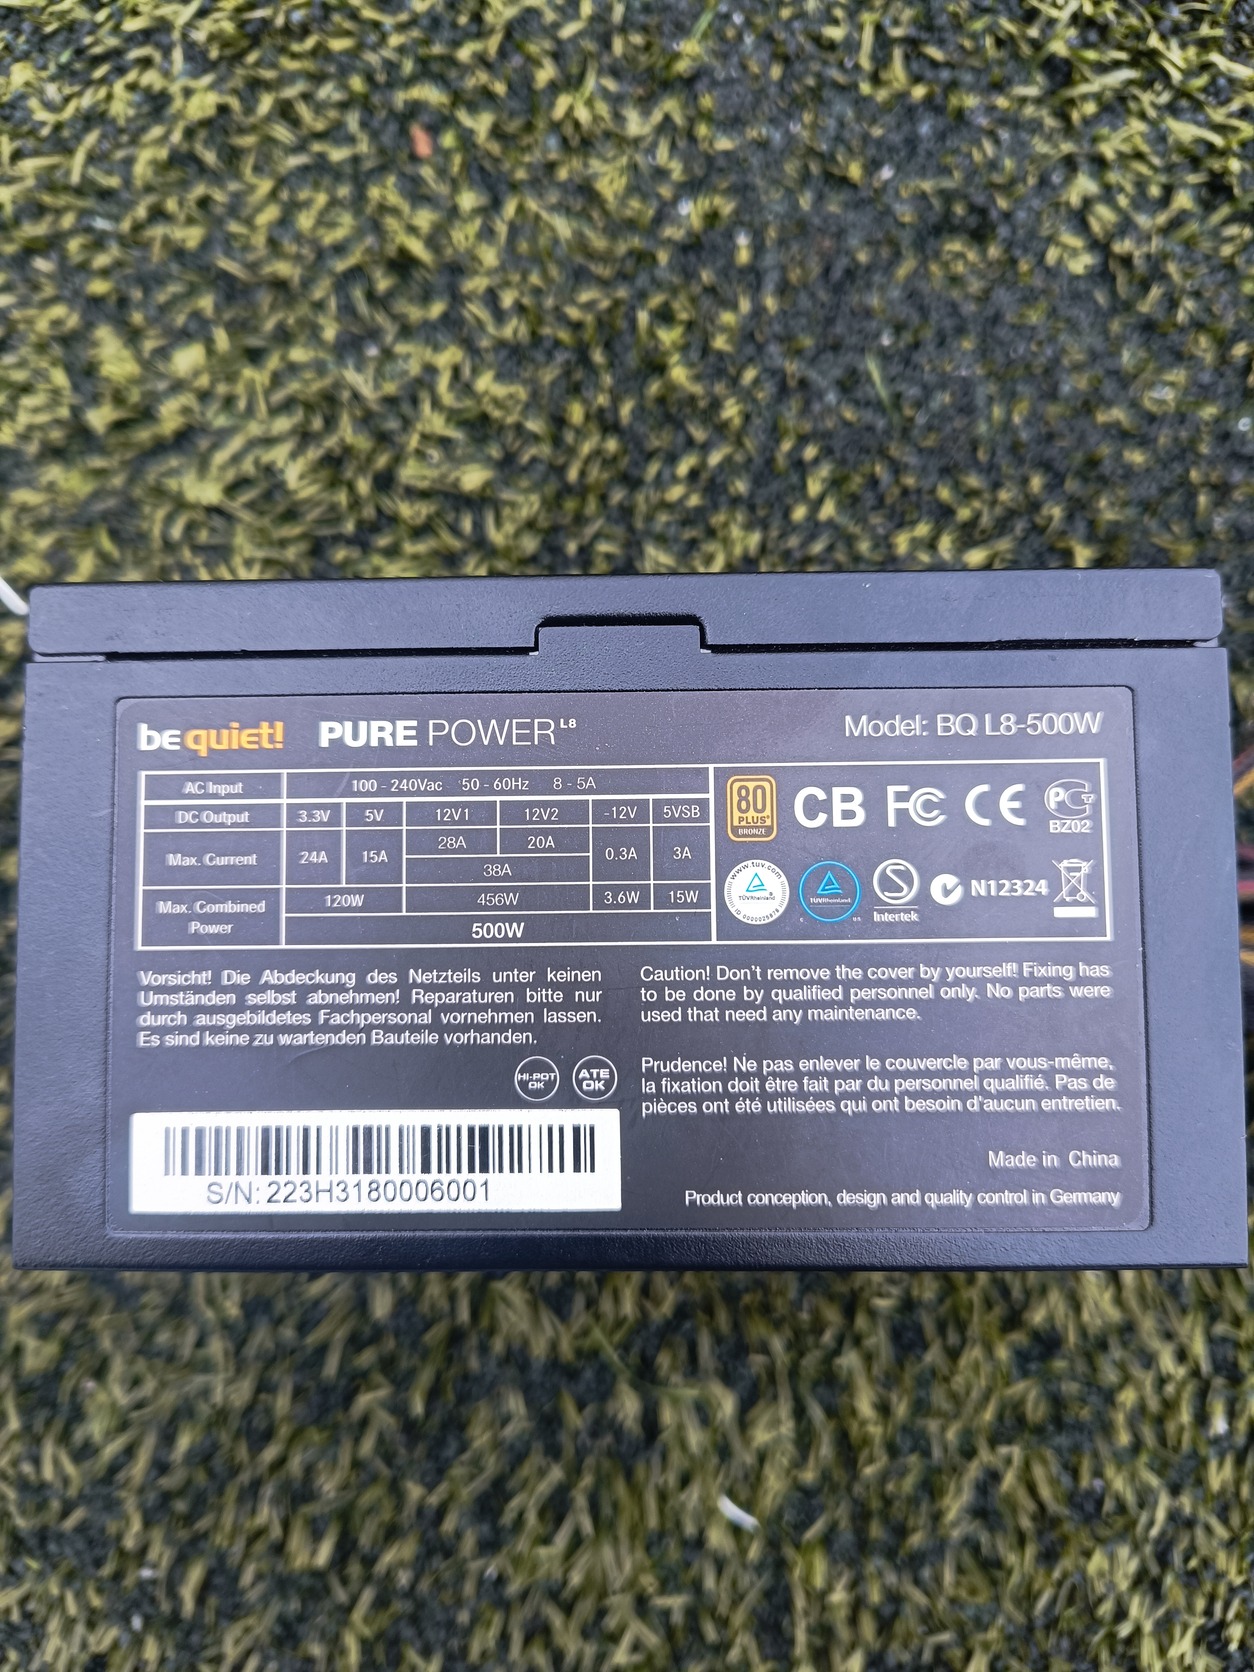 be quiet! PURE POWER L8 Model: BQ L8-500W
AC Input 100 - 240Vac 50 - 60Hz 8 - 5A
DC Output 3.3V 5V 12V1 12V2 -12V 5VSB
Max. Current 24A 15A 28A 20A 0.3A 3A
38A
Max. Combined Power 120W 456W 3.6W 15W
500W
80 PLUS BRONZE
CB FC CE PCT BZ02
www.tuv.com TÜVRheinland
TÜVRheinland
S Intertek
N12324
Vorsicht! Die Abdeckung des Netzteils unter keinen
Umständen selbst abnehmen! Reparaturen bitte nur
durch ausgebildetes Fachpersonal vornehmen lassen.
Es sind keine zu wartenden Bauteile vorhanden.
HI-POT OK
ATE OK
S/N: 223H3180006001
Caution! Don't remove the cover by yourself! Fixing has
to be done by qualified personnel only. No parts were
used that need any maintenance.
Prudence! Ne pas enlever le couvercle par vous-même,
la fixation doit être fait par du personnel qualifié. Pas de
pièces ont été utilisées qui ont besoin d'aucun entretien.
Made in China
Product conception, design and quality control in Germany